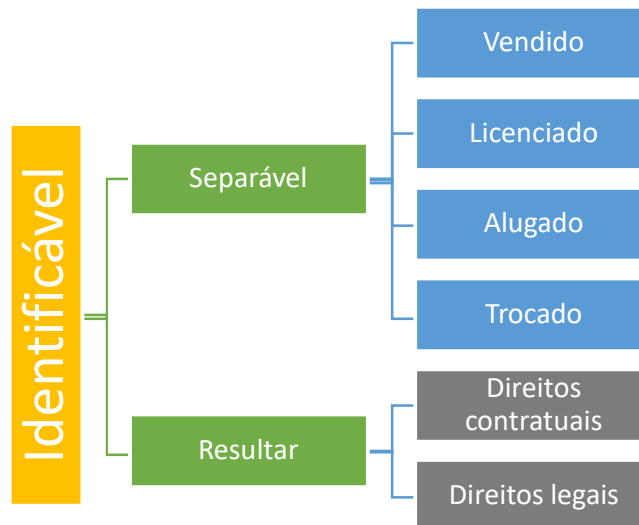 Identificável
Separável
Vendido
Licenciado
Alugado
Trocado
Resultar
Direitos
contratuais
Direitos legais